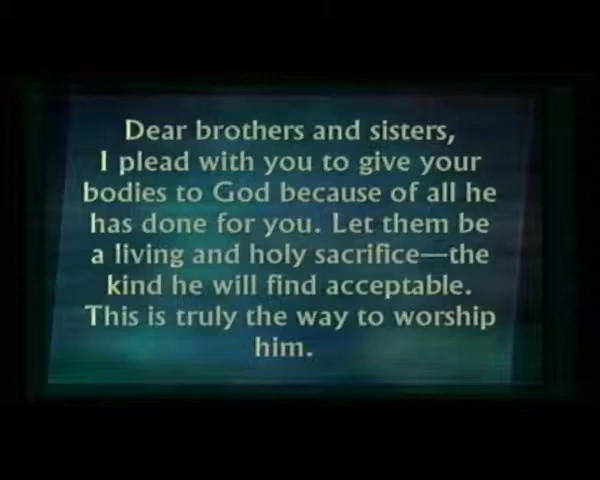 Dear brothers and sisters,
I plead with you to give your
bodies to God because of all he
has done for you. Let them be
a living and holy sacrifice—the
kind he will find acceptable.
This is truly the way to worship
him.